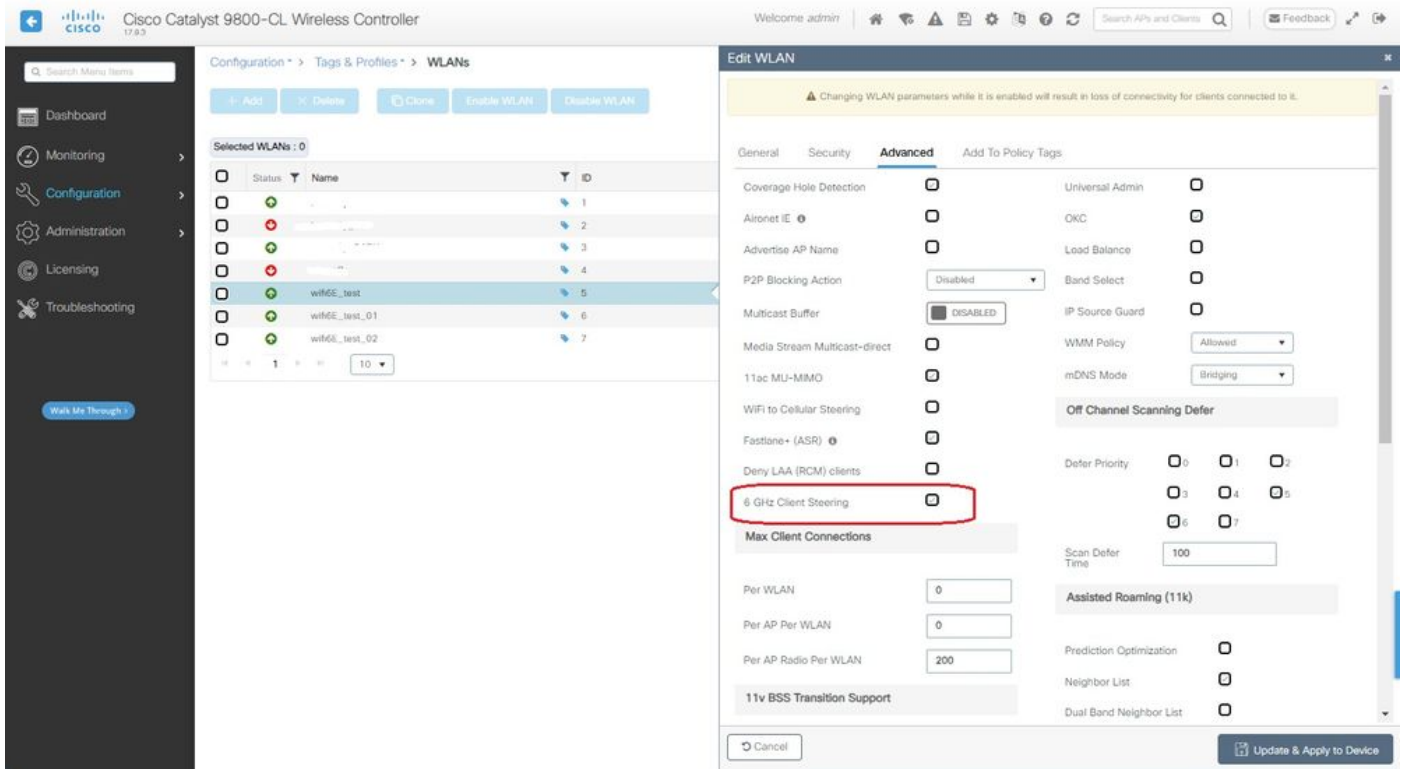 cisco
Cisco Catalyst 9800-CL Wireless Controller
17.9.3
Welcome admin
Search APs and Clients
Feedback
Search Menu Items
Dashboard
Monitoring
Configuration
Administration
Licensing
Troubleshooting
Walk Me Through >
Configuration > Tags & Profiles > WLANs
+ Add
× Delete
Clone
Enable WLAN
Disable WLAN
Selected WLANs : 0
Status Name ID
1
2
3
4
wifi6E_test 5
wifi6E_test_01 6
wifi6E_test_02 7
1 10
Edit WLAN
Changing WLAN parameters while it is enabled will result in loss of connectivity for clients connected to it.
General Security Advanced Add To Policy Tags
Coverage Hole Detection
Aironet IE
Advertise AP Name
P2P Blocking Action Disabled
Multicast Buffer DISABLED
Media Stream Multicast-direct
11ac MU-MIMO
WiFi to Cellular Steering
Fastlane+ (ASR)
Deny LAA (RCM) clients
6 GHz Client Steering
Max Client Connections
Per WLAN 0
Per AP Per WLAN 0
Per AP Radio Per WLAN 200
11v BSS Transition Support
Universal Admin
OKC
Load Balance
Band Select
IP Source Guard
WMM Policy Allowed
mDNS Mode Bridging
Off Channel Scanning Defer
Defer Priority 0 1 2
3 4 5
6 7
Scan Defer
Time
100
Assisted Roaming (11k)
Prediction Optimization
Neighbor List
Dual Band Neighbor List
Cancel
Update & Apply to Device